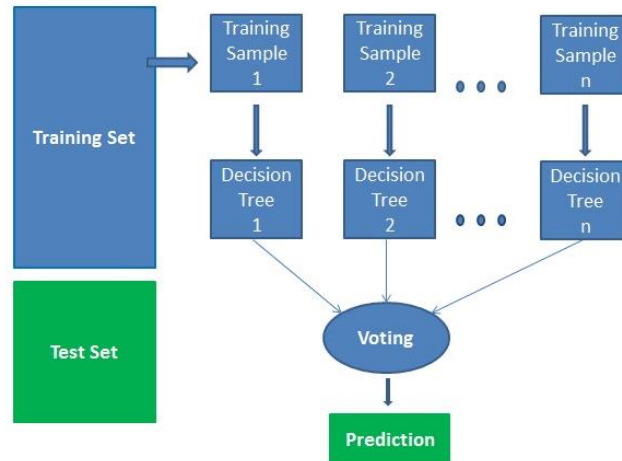 Training
Sample
1
Training
Sample
2
Training
Sample
n
Training Set
Decision
Tree
1
Decision
Tree
2
Decision
Tree
n
Test Set
Voting
Prediction